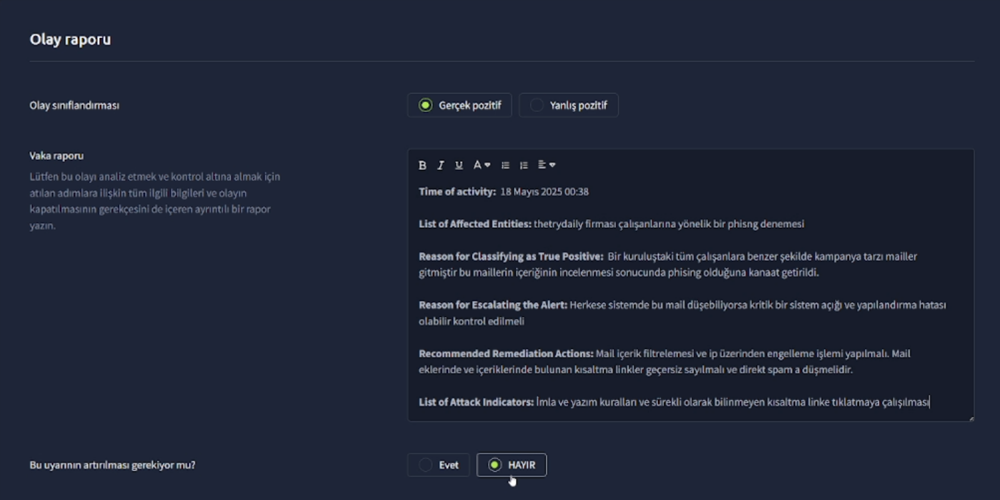 Olay raporu
Olay sınıflandırması
Gerçek pozitif
Yanlış pozitif
Vaka raporu
Lütfen bu olayı analiz etmek ve kontrol altına almak için
atılan adımlara ilişkin tüm ilgili bilgileri ve olayın
kapatılmasının gerekçesini de içeren ayrıntılı bir rapor
yazın.
B I U A
Time of activity: 18 Mayıs 2025 00:38
List of Affected Entities: thetrydaily firması çalışanlarına yönelik bir phisng denemesi
Reason for Classifying as True Positive: Bir kuruluştaki tüm çalışanlara benzer şekilde kampanya tarzı mailler
gitmiştir bu maillerin içeriğinin incelenmesi sonucunda phising olduğuna kanaat getirildi.
Reason for Escalating the Alert: Herkese sistemde bu mail düşebiliyorsa kritik bir sistem açığı ve yapılandırma hatası
olabilir kontrol edilmeli
Recommended Remediation Actions: Mail içerik filtrelemesi ve ip üzerinden engelleme işlemi yapılmalı. Mail
eklerinde ve içeriklerinde bulunan kısaltma linkler geçersiz sayılmalı ve direkt spam a düşmelidir.
List of Attack Indicators: İmla ve yazım kuralları ve sürekli olarak bilinmeyen kısaltma linke tıklatmaya çalışılması
Bu uyarının artırılması gerekiyor mu?
Evet
HAYIR